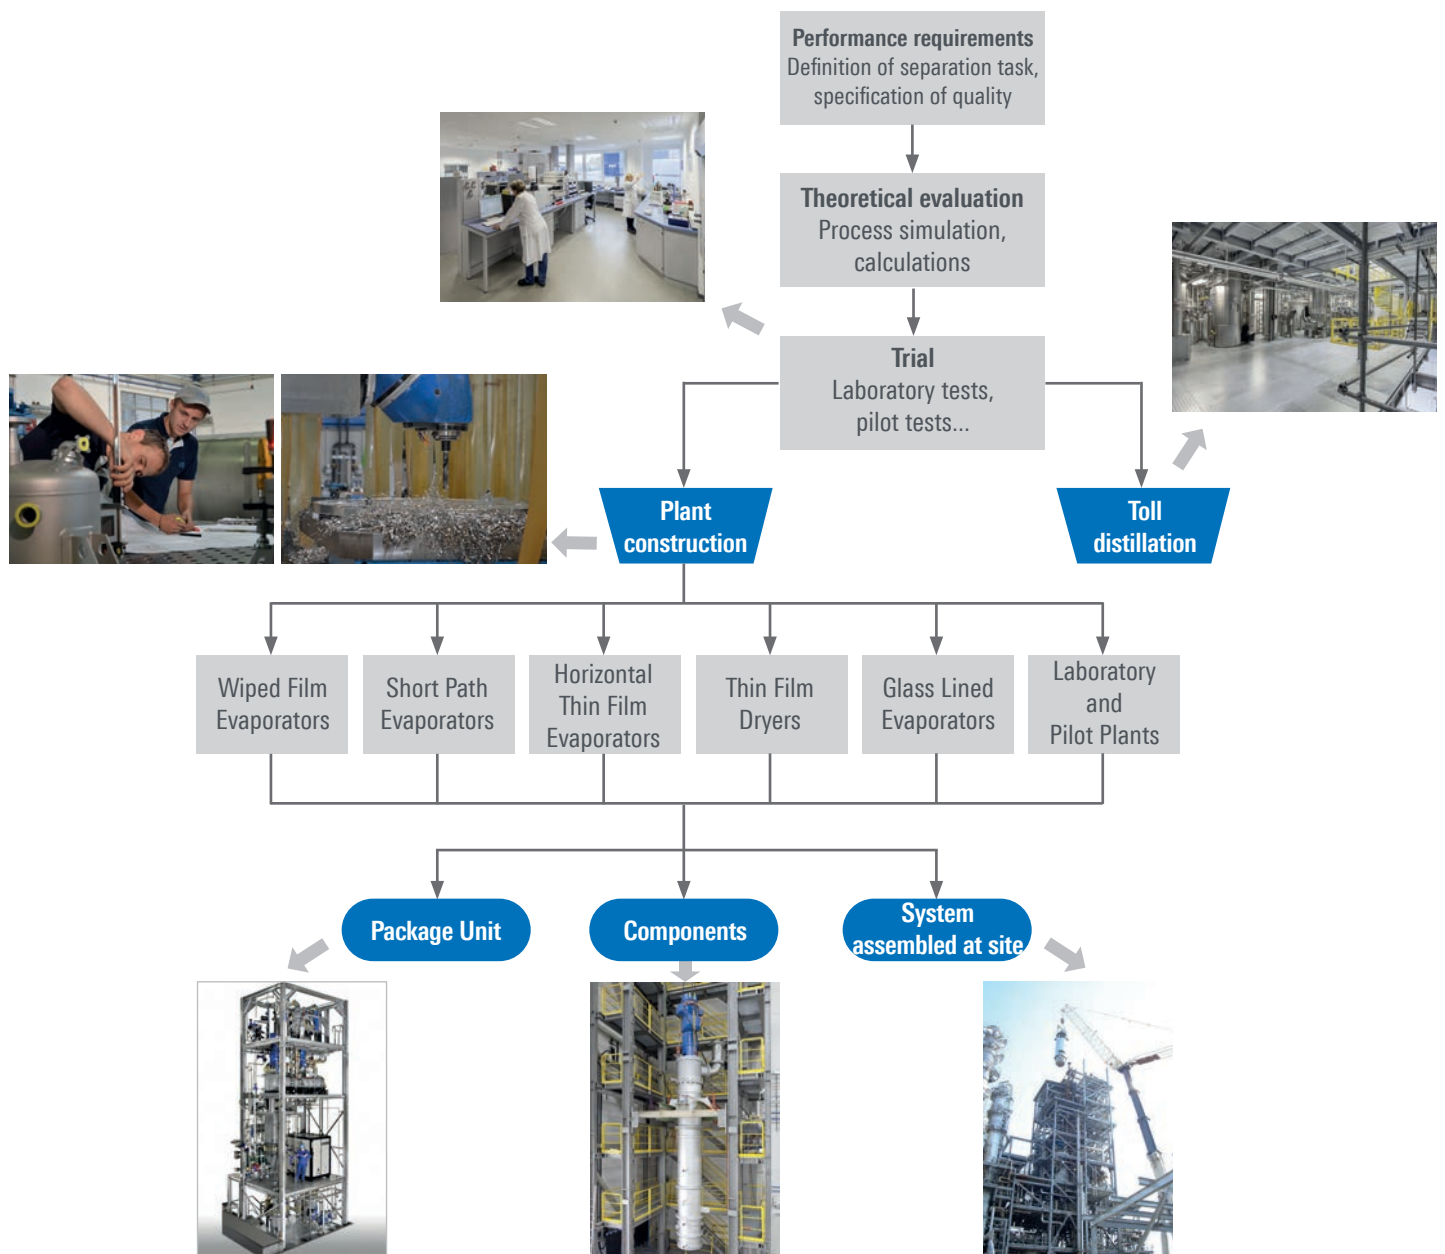 Performance requirements
Definition of separation task,
specification of quality
Theoretical evaluation
Process simulation,
calculations
Trial
Laboratory tests,
pilot tests...
Plant
construction
Toll
distillation
Wiped Film
Evaporators
Short Path
Evaporators
Horizontal
Thin Film
Evaporators
Thin Film
Dryers
Glass Lined
Evaporators
Laboratory
and
Pilot Plants
Package Unit
Components
System
assembled at site